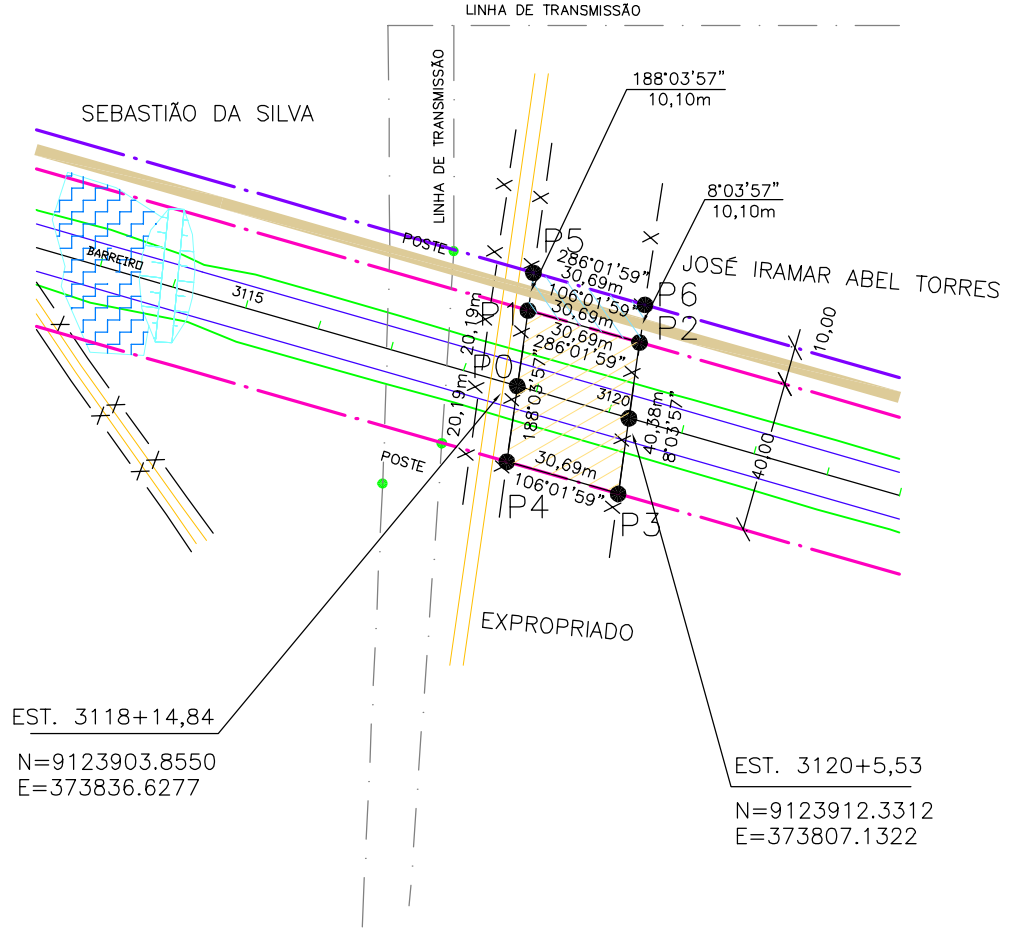 LINHA DE TRANSMISSÃO
LINHA DE TRANSMISSÃO
188°03'57"
10,10m
SEBASTIÃO DA SILVA
8°03'57"
10,10m
POSTE
P5
286°01'59"
30,69m
106°01'59"
30,69m
JOSÉ IRAMAR ABEL TORRES
P6
BARREIRO
3115
P1
30,69m
286°01'59"
P2
10,00
20,19m
20,19m
P0
188°03'57"
3120
40,38m
8°03'57"
40,00
POSTE
30,69m
106°01'59"
P4
P3
EXPROPRIADO
EST. 3118+14,84
N=9123903.8550
E=373836.6277
EST. 3120+5,53
N=9123912.3312
E=373807.1322